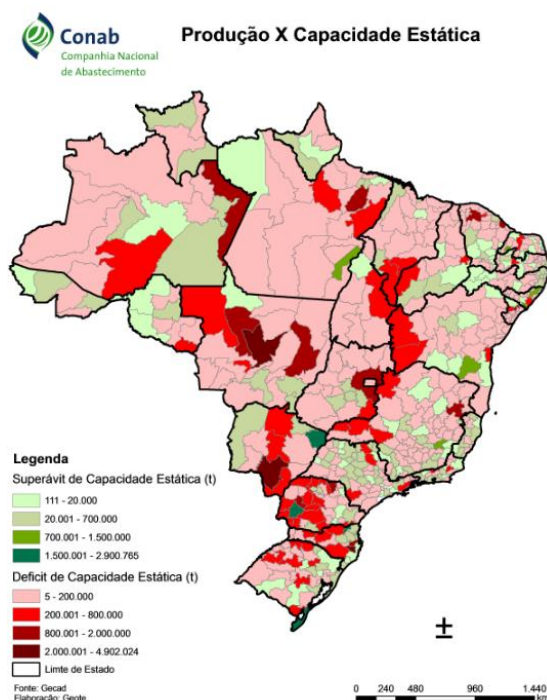 Conab
Companhia Nacional
de Abastecimento
Produção X Capacidade Estática
Legenda
Superávit de Capacidade Estática (t)
111 - 20.000
20.001 - 700.000
700.001 - 1.500.000
1.500.001 - 2.900.765
Deficit de Capacidade Estática (t)
5 - 200.000
200.001 - 800.000
800.001 - 2.000.000
2.000.001 - 4.902.024
Limte de Estado
Fonte: Gecad
Elaboração: Geote
0 240 480 960 1.440
km